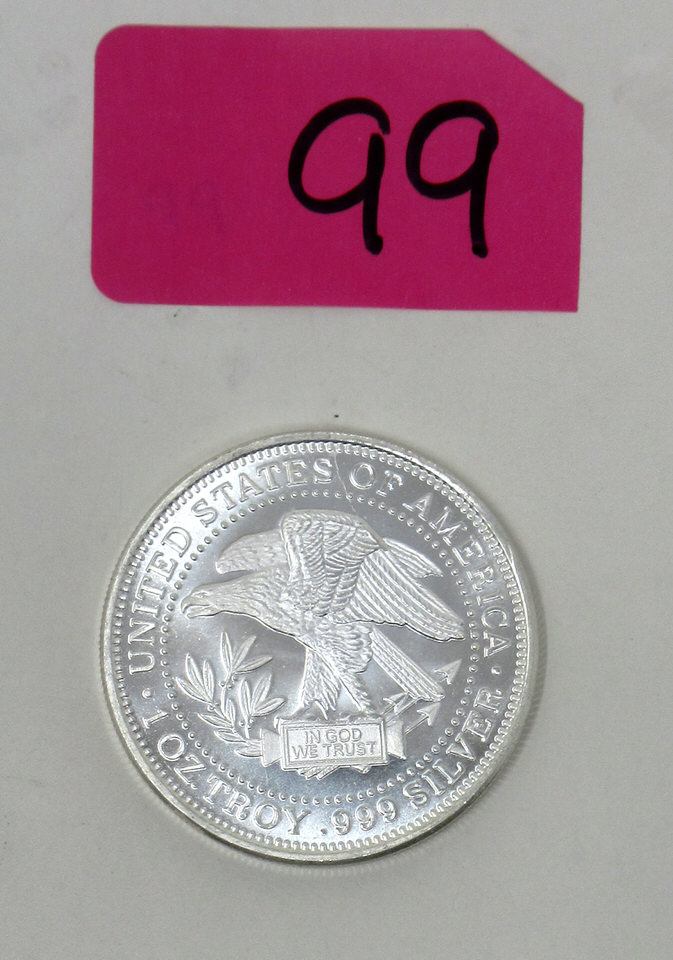 99
UNITED STATES OF AMERICA
IN GOD
WE TRUST
1 OZ. TROY .999 SILVER